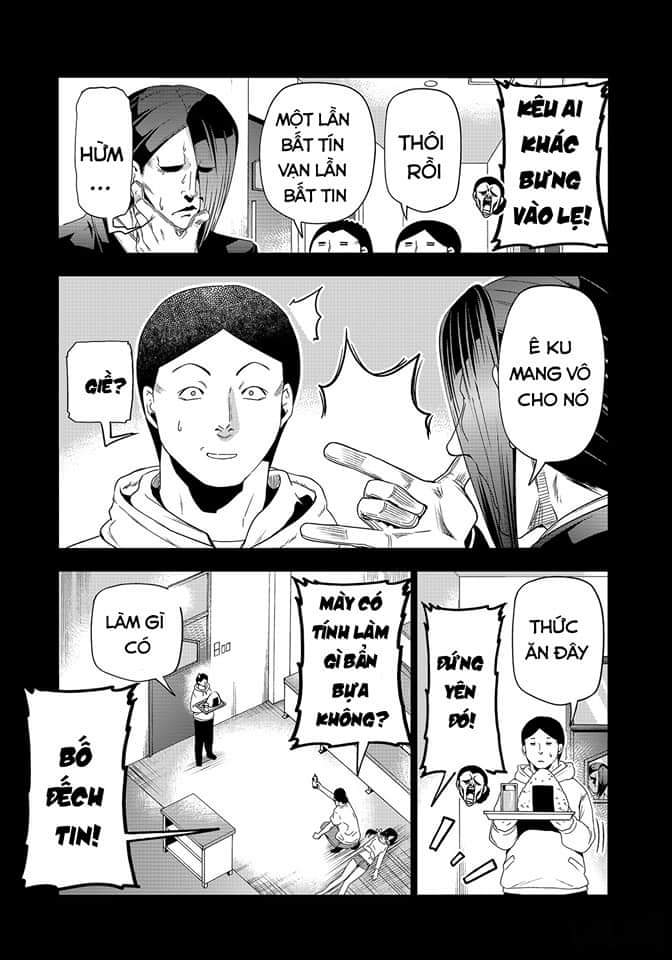 KÊU AI
KHÁC
BƯNG
VÀO LẸ!
THÔI
RỒI
MỘT LẦN
BẤT TÍN
VẠN LẦN
BẤT TIN
HỪM
...
Ê KU
MANG VÔ
CHO NÓ
GIỀ?
THỨC
ĂN ĐÂY
ĐỨNG
YÊN
ĐÓ!
MÀY CÓ
TÍNH LÀM
GÌ BẨN
BỰA
KHÔNG?
LÀM GÌ
CÓ
BỐ
ĐẾCH
TIN!